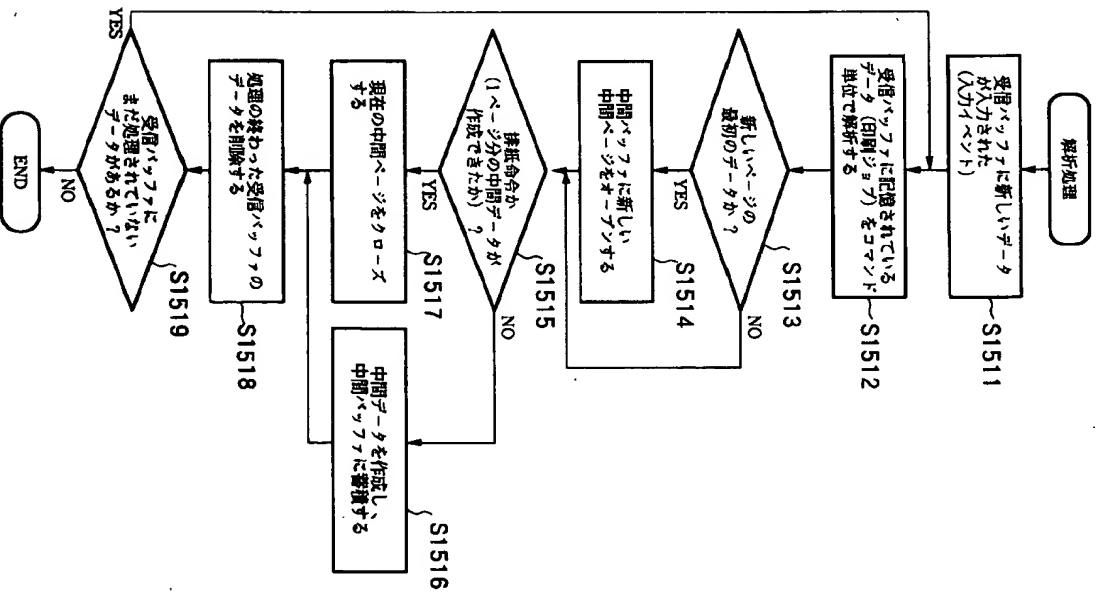 解析処理
受信バッファに新しいデータ
が入力された
(入力イベント)
S1511
受信バッファに記憶されている
データ(印刷ジョブ)をコマンド
単位で解析する
S1512
新しいページの
最初のデータか?
S1513
YES
NO
中間バッファに新しい
中間ページをオープンする
S1514
排紙命令か
(1ページ分の中間データが
作成できたか)
?
S1515
YES
NO
中間データを作成し、
中間バッファに蓄積する
S1516
現在の中間ページをクローズ
する
S1517
処理の終わった受信バッファの
データを削除する
S1518
受信バッファに
まだ処理されていない
データがあるか?
S1519
YES
NO
END